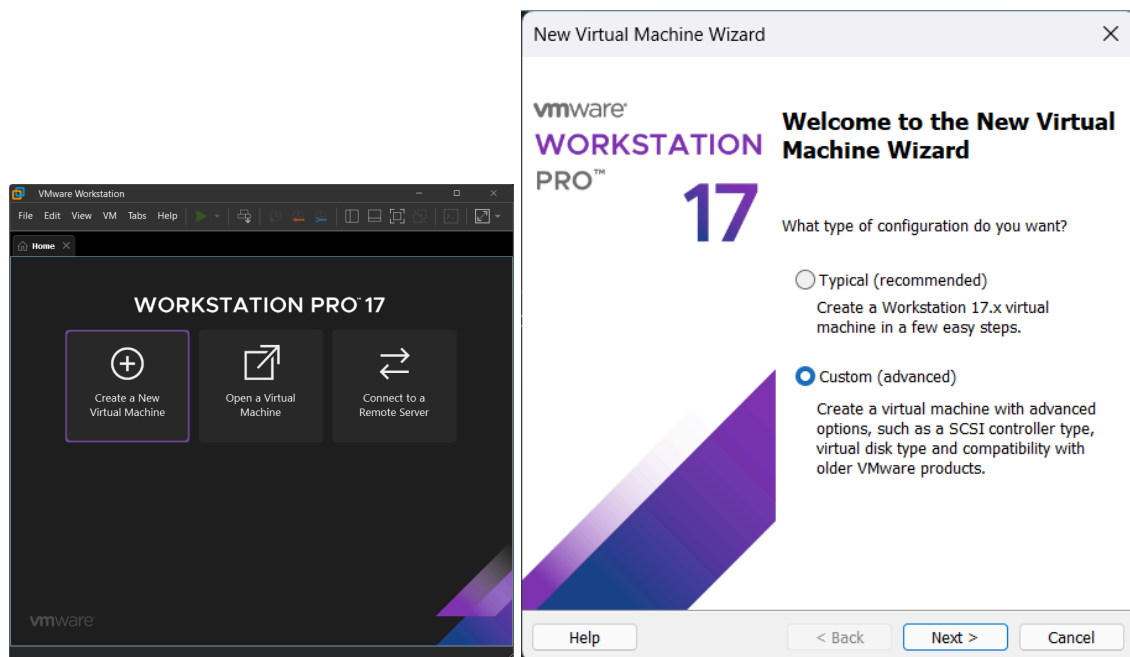 VMware Workstation
File Edit View VM Tabs Help
Home
WORKSTATION PRO™ 17
Create a New
Virtual Machine
Open a Virtual
Machine
Connect to a
Remote Server
vmware
New Virtual Machine Wizard
vmware®
WORKSTATION
PRO™
17
Welcome to the New Virtual
Machine Wizard
What type of configuration do you want?
Typical (recommended)
Create a Workstation 17.x virtual
machine in a few easy steps.
Custom (advanced)
Create a virtual machine with advanced
options, such as a SCSI controller type,
virtual disk type and compatibility with
older VMware products.
Help
< Back
Next >
Cancel